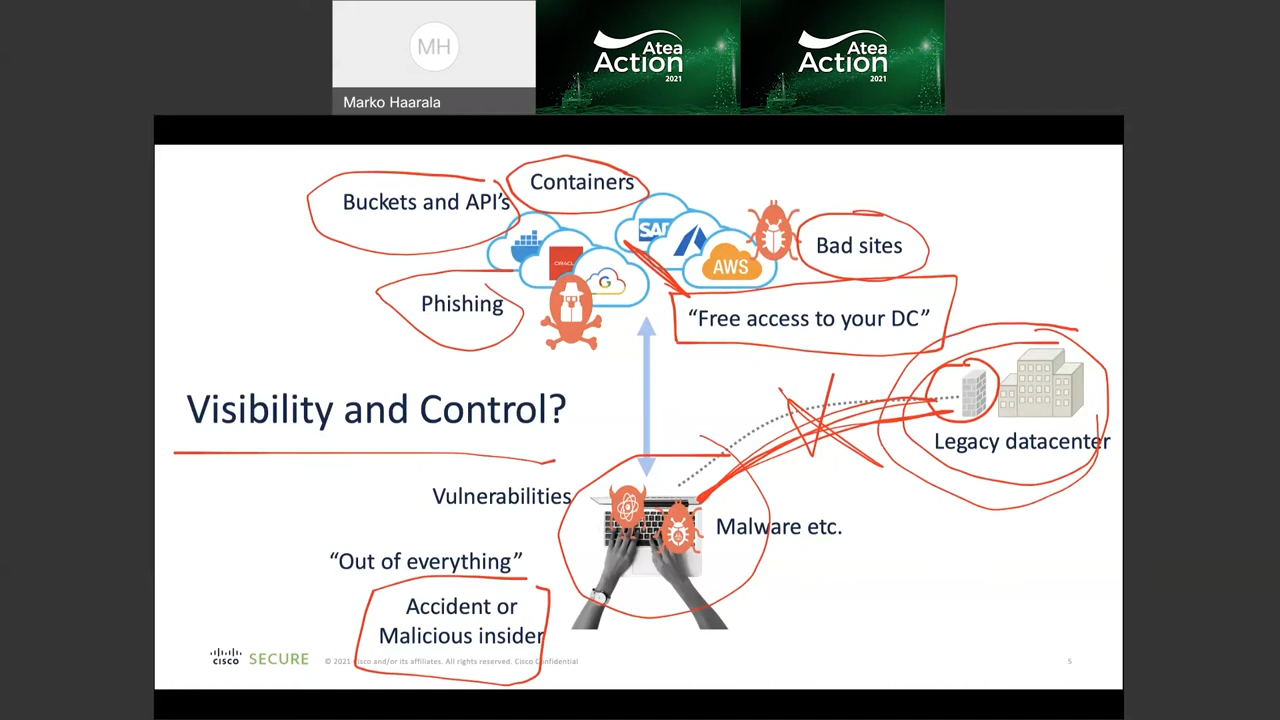 MH
Marko Haarala
Atea
Action
2021
Atea
Action
2021
Containers
Buckets and API's
SAP
Bad sites
ORACLE
G
AWS
Phishing
“Free access to your DC”
Visibility and Control?
Legacy datacenter
Vulnerabilities
Malware etc.
“Out of everything”
Accident or
Malicious insider
cisco SECURE
© 2021 Cisco and/or its affiliates. All rights reserved. Cisco Confidential
5